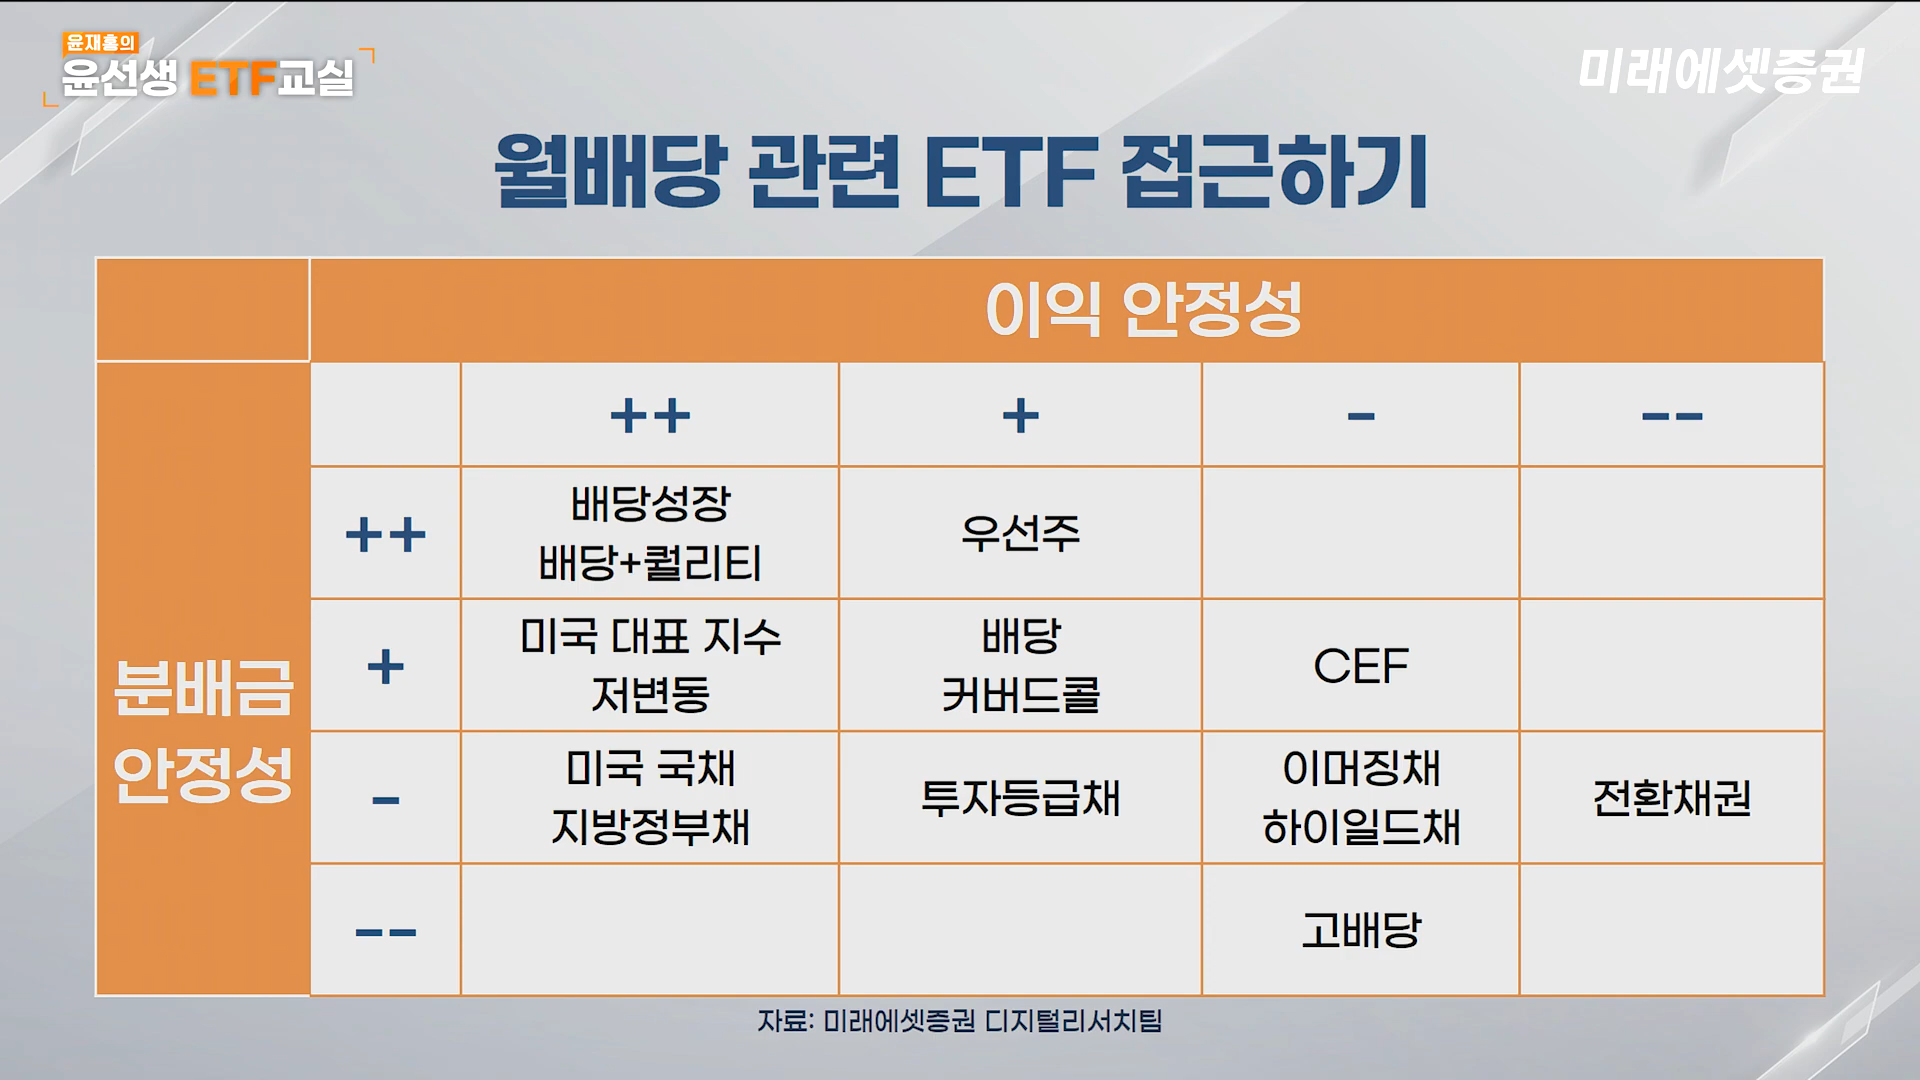 윤재홍의
윤선생 ETF교실
미래에셋증권
월배당 관련 ETF 접근하기
이익 안정성
++ + - --
++
배당성장
배당+퀄리티
우선주
+
미국 대표 지수
저변동
배당
커버드콜
CEF
분배금
안정성
-
미국 국채
지방정부채
투자등급채
이머징채
하이일드채
전환채권
--
고배당
자료: 미래에셋증권 디지털리서치팀